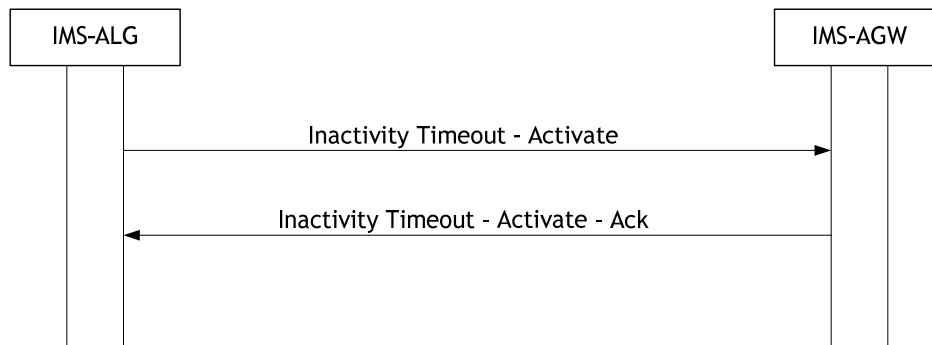 IMS-ALG
IMS-AGW
Inactivity Timeout - Activate
Inactivity Timeout - Activate - Ack